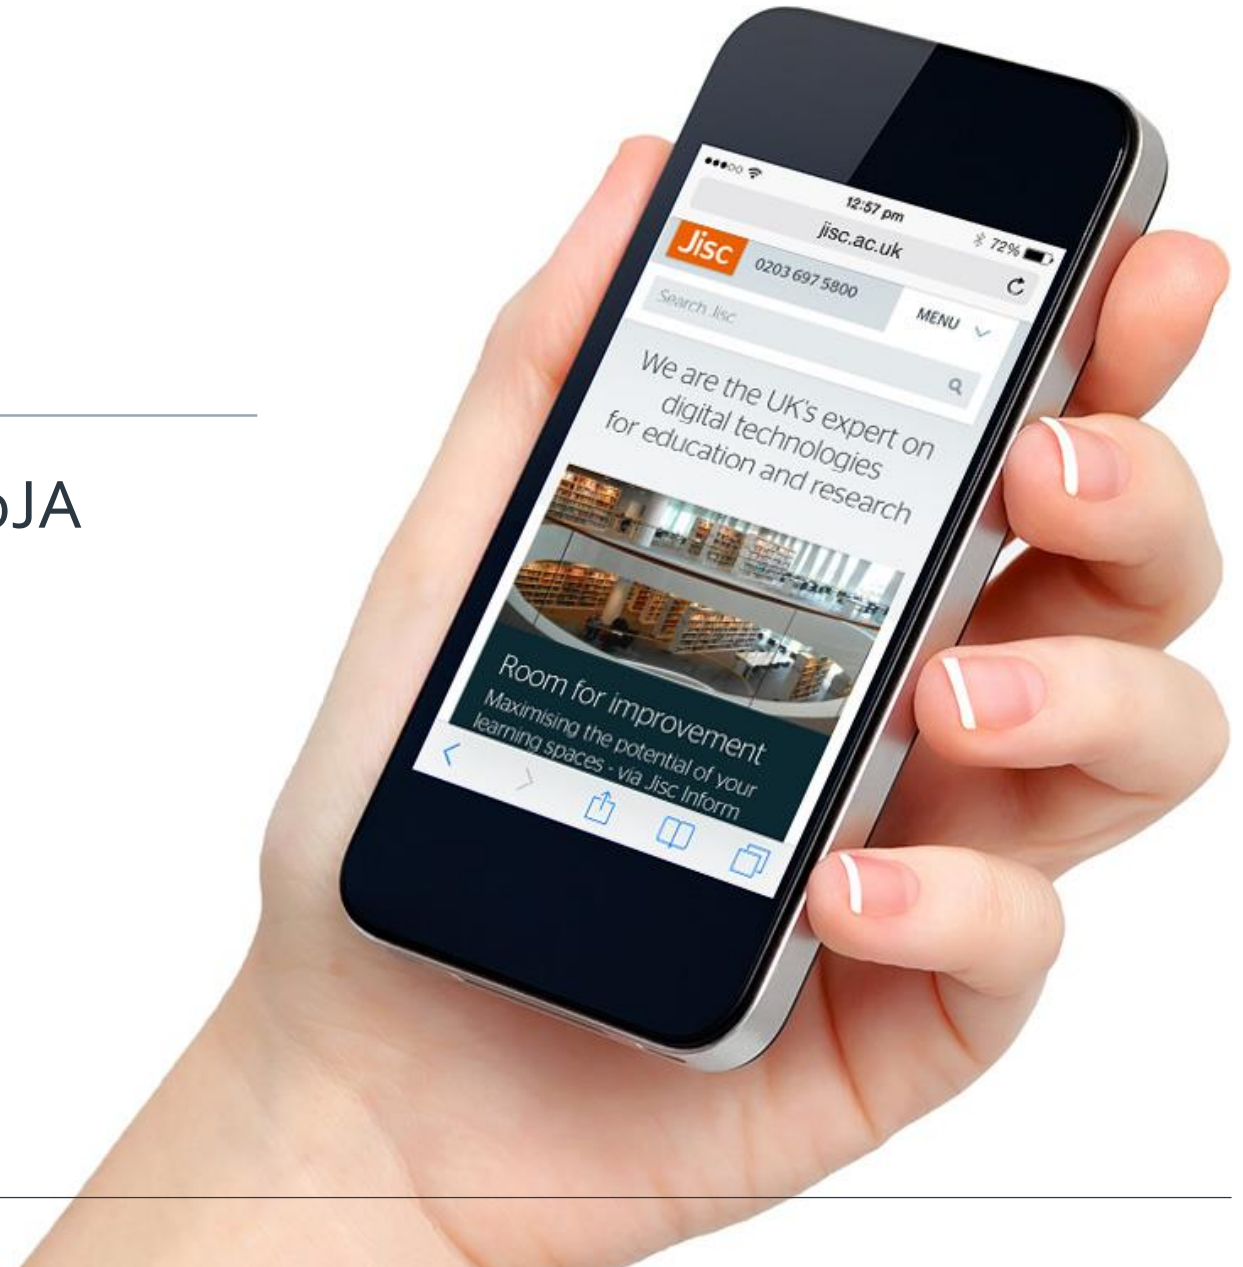 oJA
12:57 pm
72%
jisc.ac.uk
Jisc
0203 697 5800
MENU
Search Jisc
We are the UK's expert on
digital technologies
for education and research
Room for improvement
Maximising the potential of your
learning spaces - via Jisc Inform